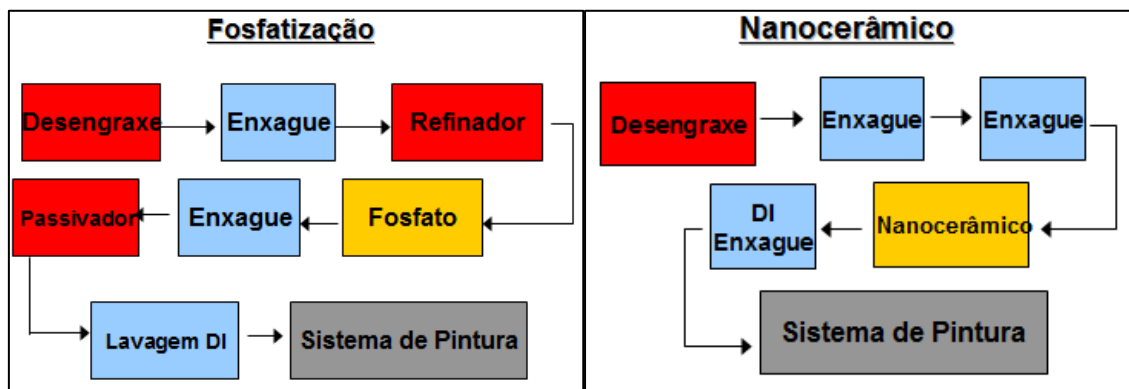 Fosfatização
Desengraxe
Enxague
Refinador
Fosfato
Enxague
Passivador
Lavagem DI
Sistema de Pintura
Nanocerâmico
Desengraxe
Enxague
Enxague
Nanocerâmico
DI
Enxague
Sistema de Pintura